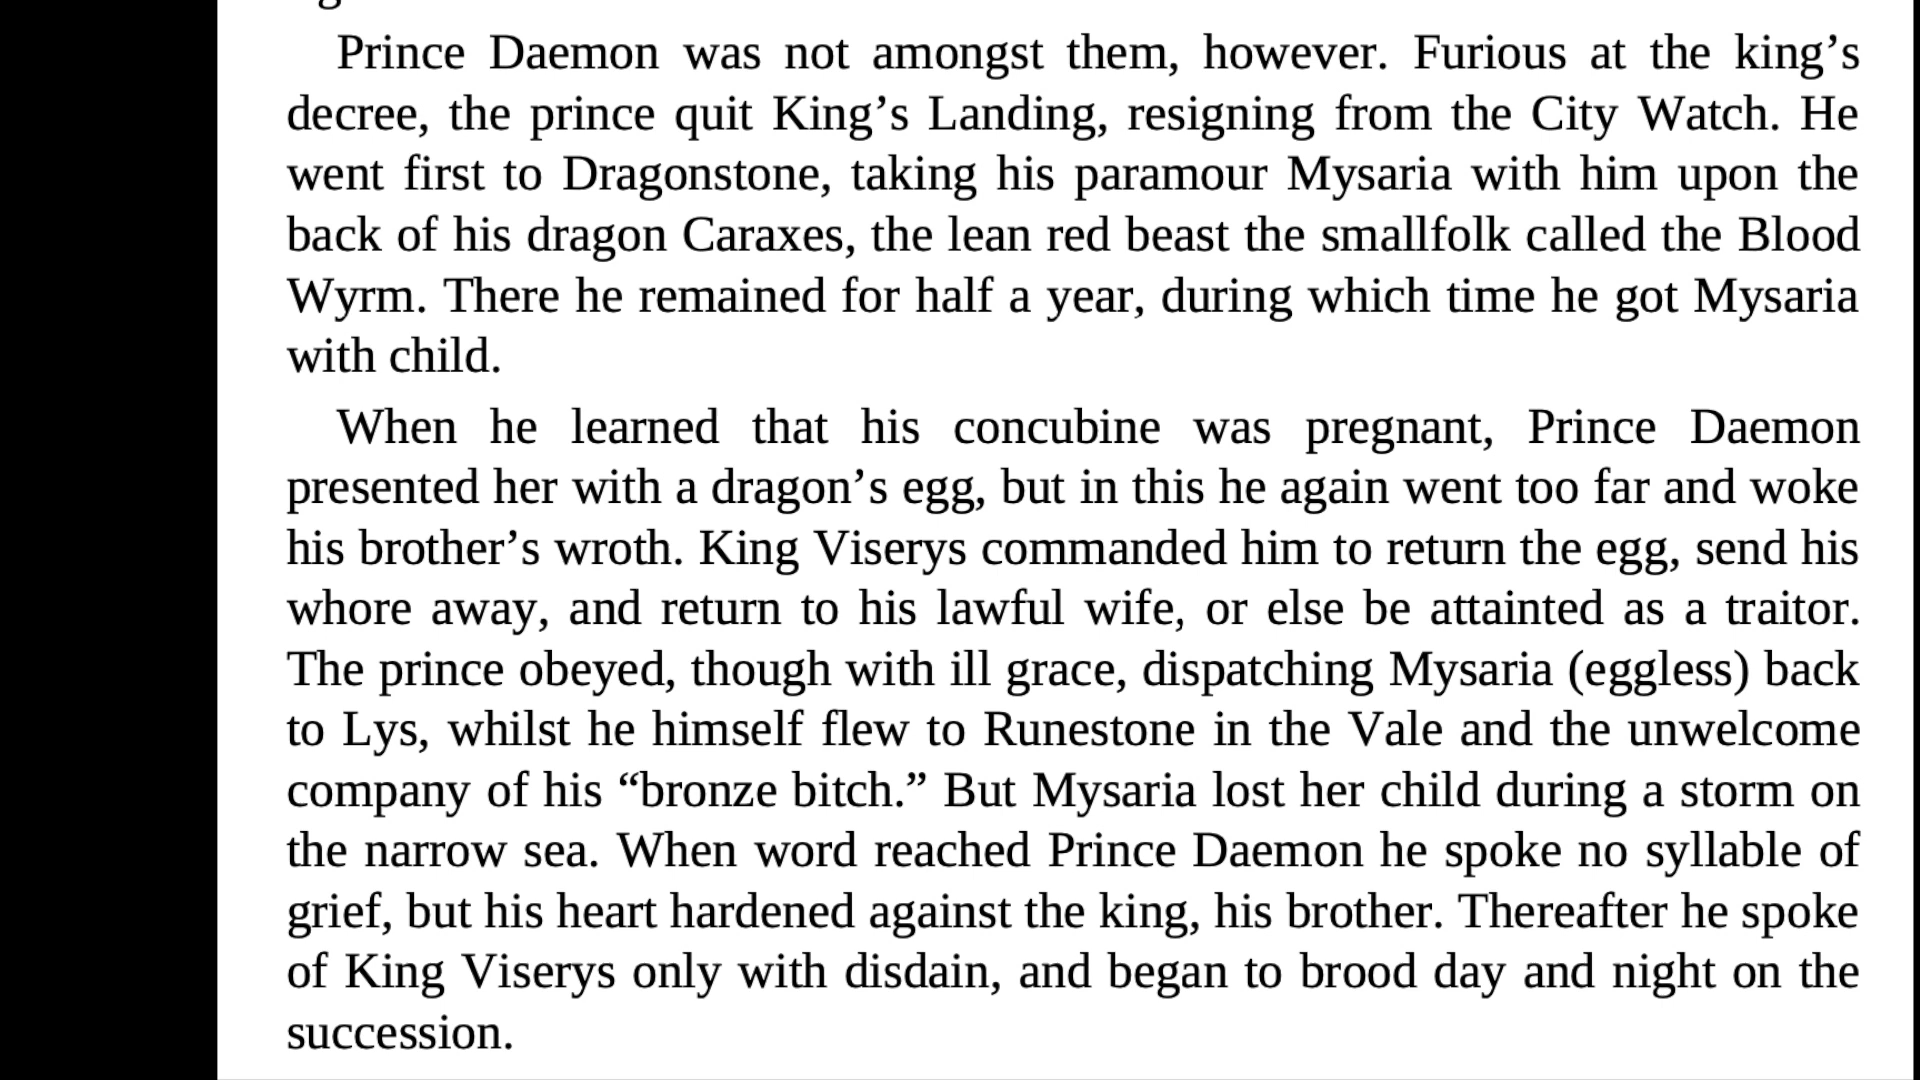 Prince Daemon was not amongst them, however. Furious at the king’s
decree, the prince quit King’s Landing, resigning from the City Watch. He
went first to Dragonstone, taking his paramour Mysaria with him upon the
back of his dragon Caraxes, the lean red beast the smallfolk called the Blood
Wyrm. There he remained for half a year, during which time he got Mysaria
with child.
When he learned that his concubine was pregnant, Prince Daemon
presented her with a dragon’s egg, but in this he again went too far and woke
his brother’s wroth. King Viserys commanded him to return the egg, send his
whore away, and return to his lawful wife, or else be attainted as a traitor.
The prince obeyed, though with ill grace, dispatching Mysaria (eggless) back
to Lys, whilst he himself flew to Runestone in the Vale and the unwelcome
company of his “bronze bitch.” But Mysaria lost her child during a storm on
the narrow sea. When word reached Prince Daemon he spoke no syllable of
grief, but his heart hardened against the king, his brother. Thereafter he spoke
of King Viserys only with disdain, and began to brood day and night on the
succession.